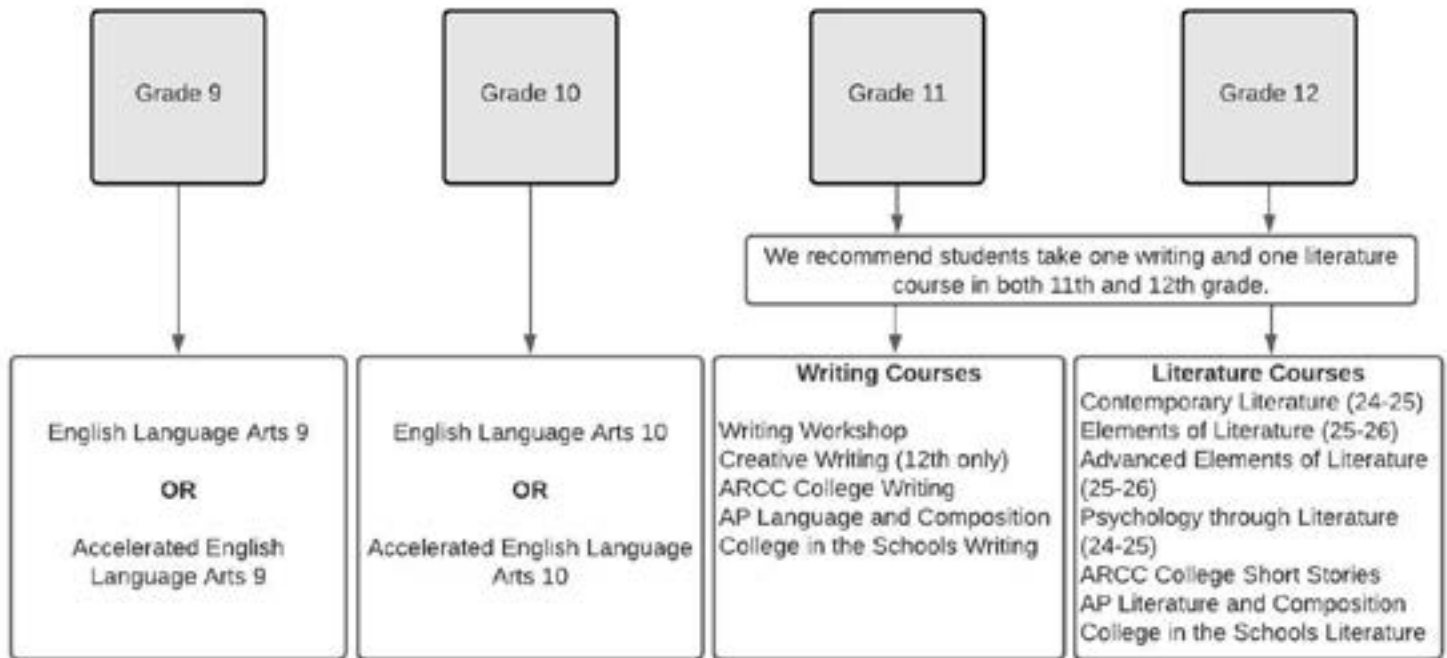 Grade 9
Grade 10
Grade 11
Grade 12
We recommend students take one writing and one literature
course in both 11th and 12th grade.
English Language Arts 9
OR
Accelerated English
Language Arts 9
English Language Arts 10
OR
Accelerated English Language
Arts 10
Writing Courses
Writing Workshop
Creative Writing (12th only)
ARCC College Writing
AP Language and Composition
College in the Schools Writing
Literature Courses
Contemporary Literature (24-25)
Elements of Literature (25-26)
Advanced Elements of Literature
(25-26)
Psychology through Literature
(24-25)
ARCC College Short Stories
AP Literature and Composition
College in the Schools Literature